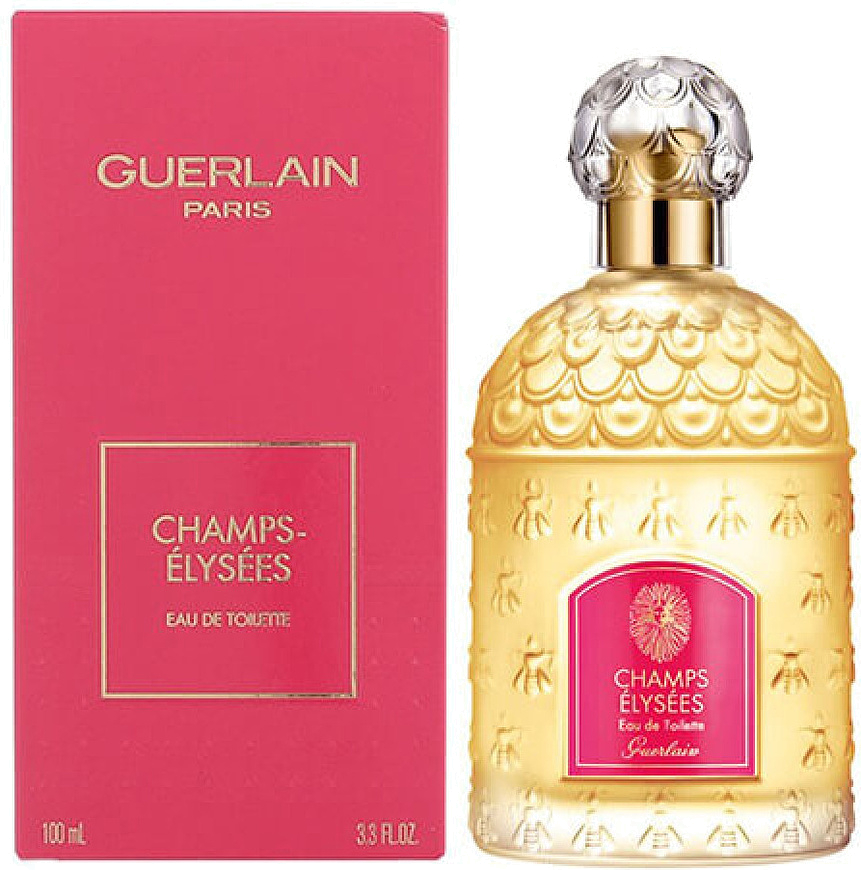 GUERLAIN
PARIS
CHAMPS-
ÉLYSÉES
EAU DE TOILETTE
100 mL
3.3 FL.OZ.
CHAMPS
ÉLYSÉES
Eau de Toilette
Guerlain